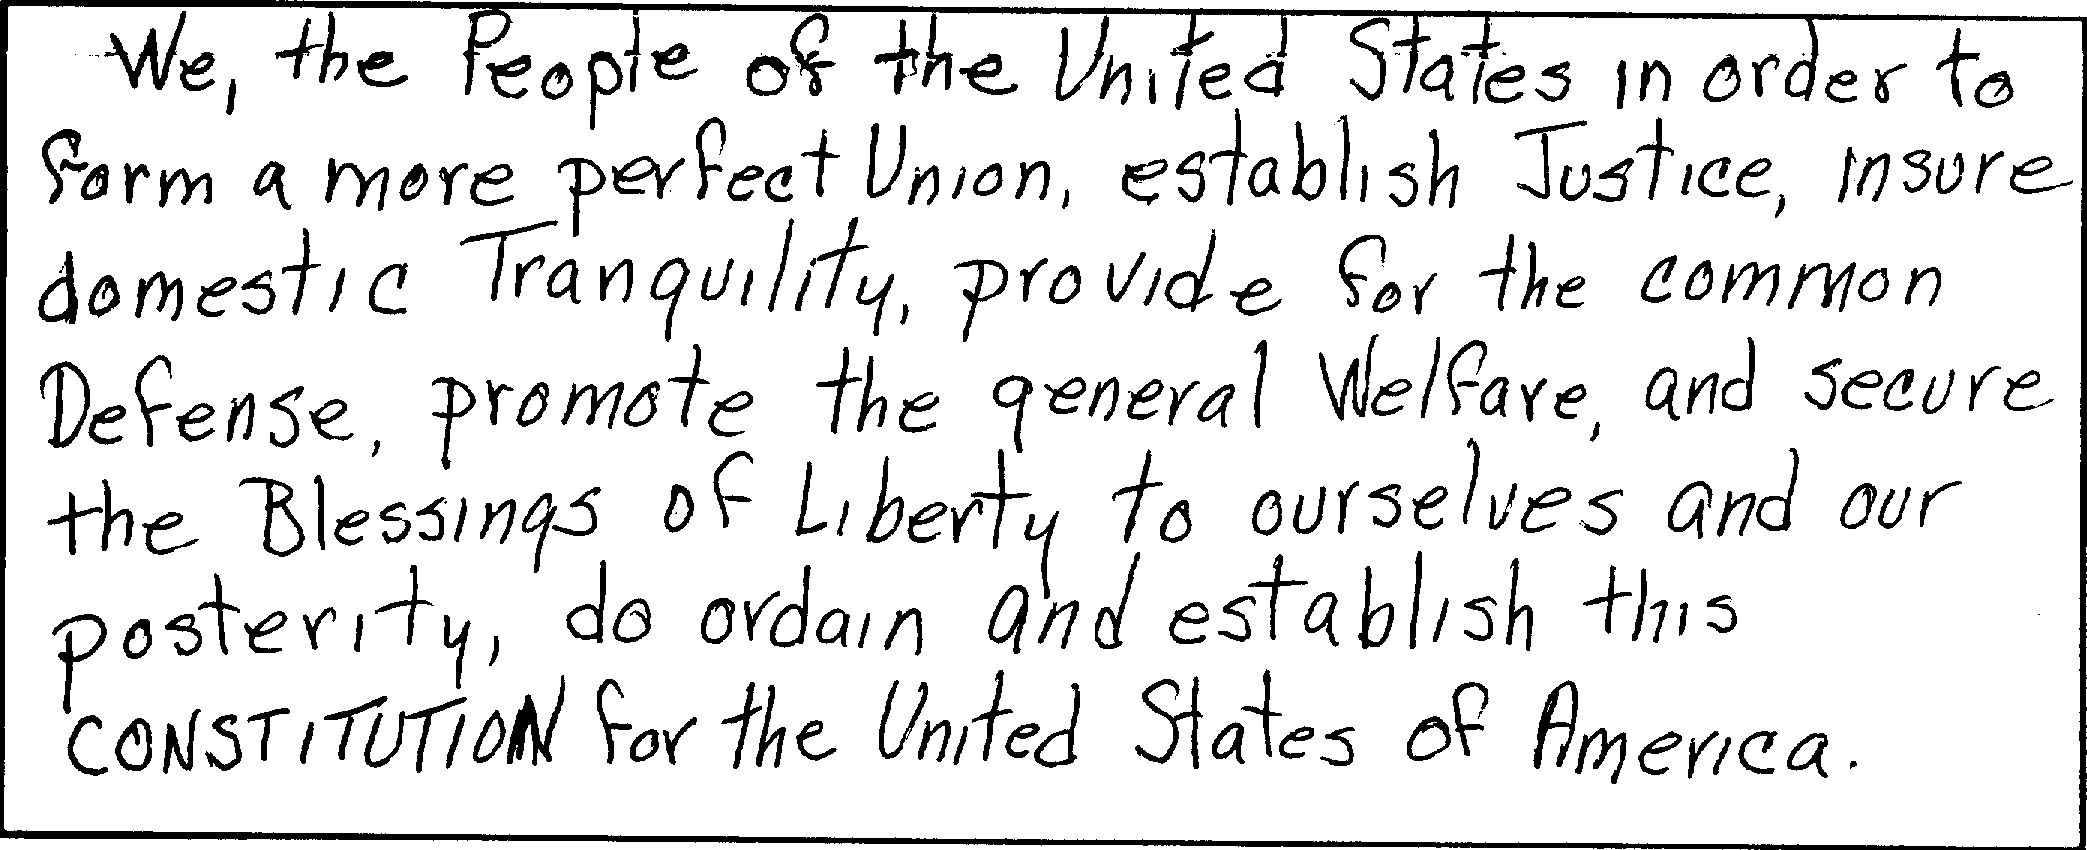 We, the People of the United States in order to
form a more perfect Union, establish Justice, insure
domestic Tranquility, provide for the common
Defense, promote the general Welfare, and secure
the Blessings of Liberty to ourselves and our
posterity, do ordain and establish this
CONSTITUTION for the United States of America.